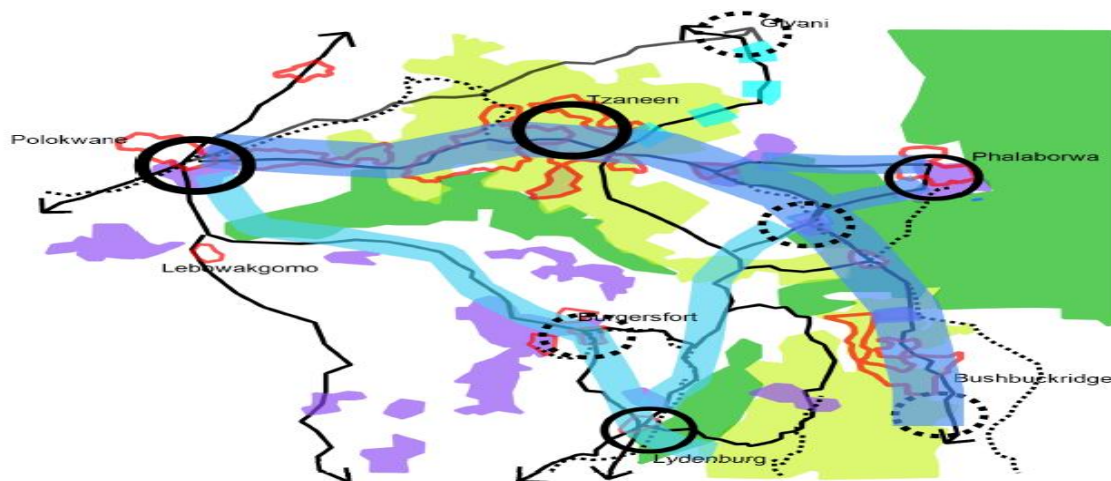 Giyani
Tzaneen
Polokwane
Phalaborwa
Lebowakgomo
Burgersfort
Bushbuckridge
Lydenburg